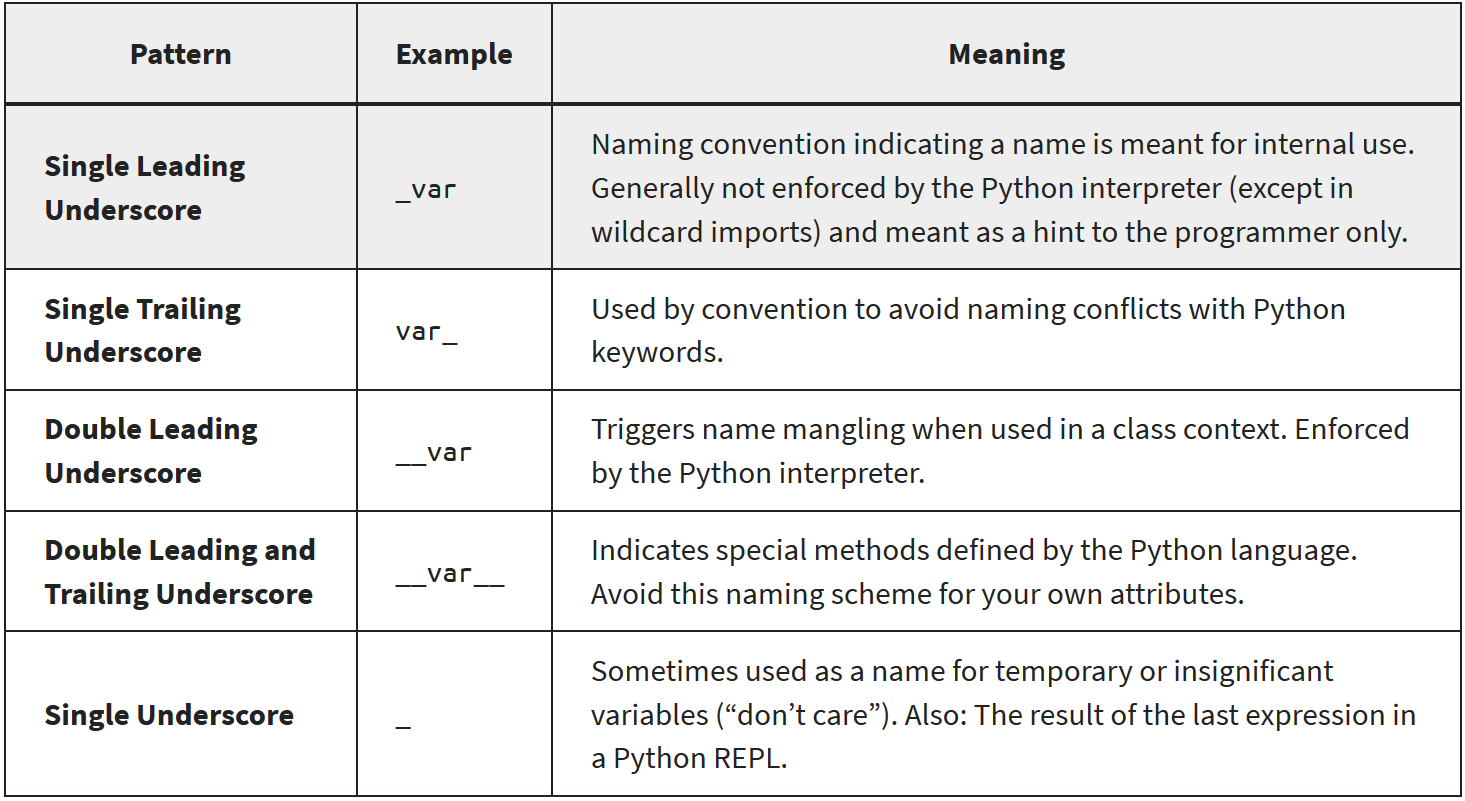 Pattern Example Meaning
Single Leading
Underscore
_var
Naming convention indicating a name is meant for internal use.
Generally not enforced by the Python interpreter (except in
wildcard imports) and meant as a hint to the programmer only.
Single Trailing
Underscore
var_
Used by convention to avoid naming conflicts with Python
keywords.
Double Leading
Underscore
__var
Triggers name mangling when used in a class context. Enforced
by the Python interpreter.
Double Leading and
Trailing Underscore
__var__
Indicates special methods defined by the Python language.
Avoid this naming scheme for your own attributes.
Single Underscore
_
Sometimes used as a name for temporary or insignificant
variables (“don’t care”). Also: The result of the last expression in
a Python REPL.